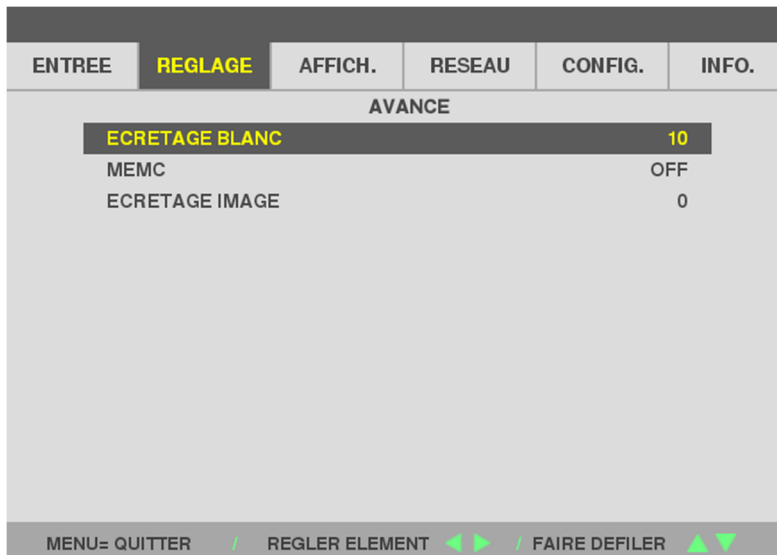 ENTREE REGLAGE AFFICH. RESEAU CONFIG. INFO.
AVANCE
ECRETAGE BLANC 10
MEMC OFF
ECRETAGE IMAGE 0
MENU= QUITTER / REGLER ELEMENT ◀ ▶ / FAIRE DEFILER ▲ ▼